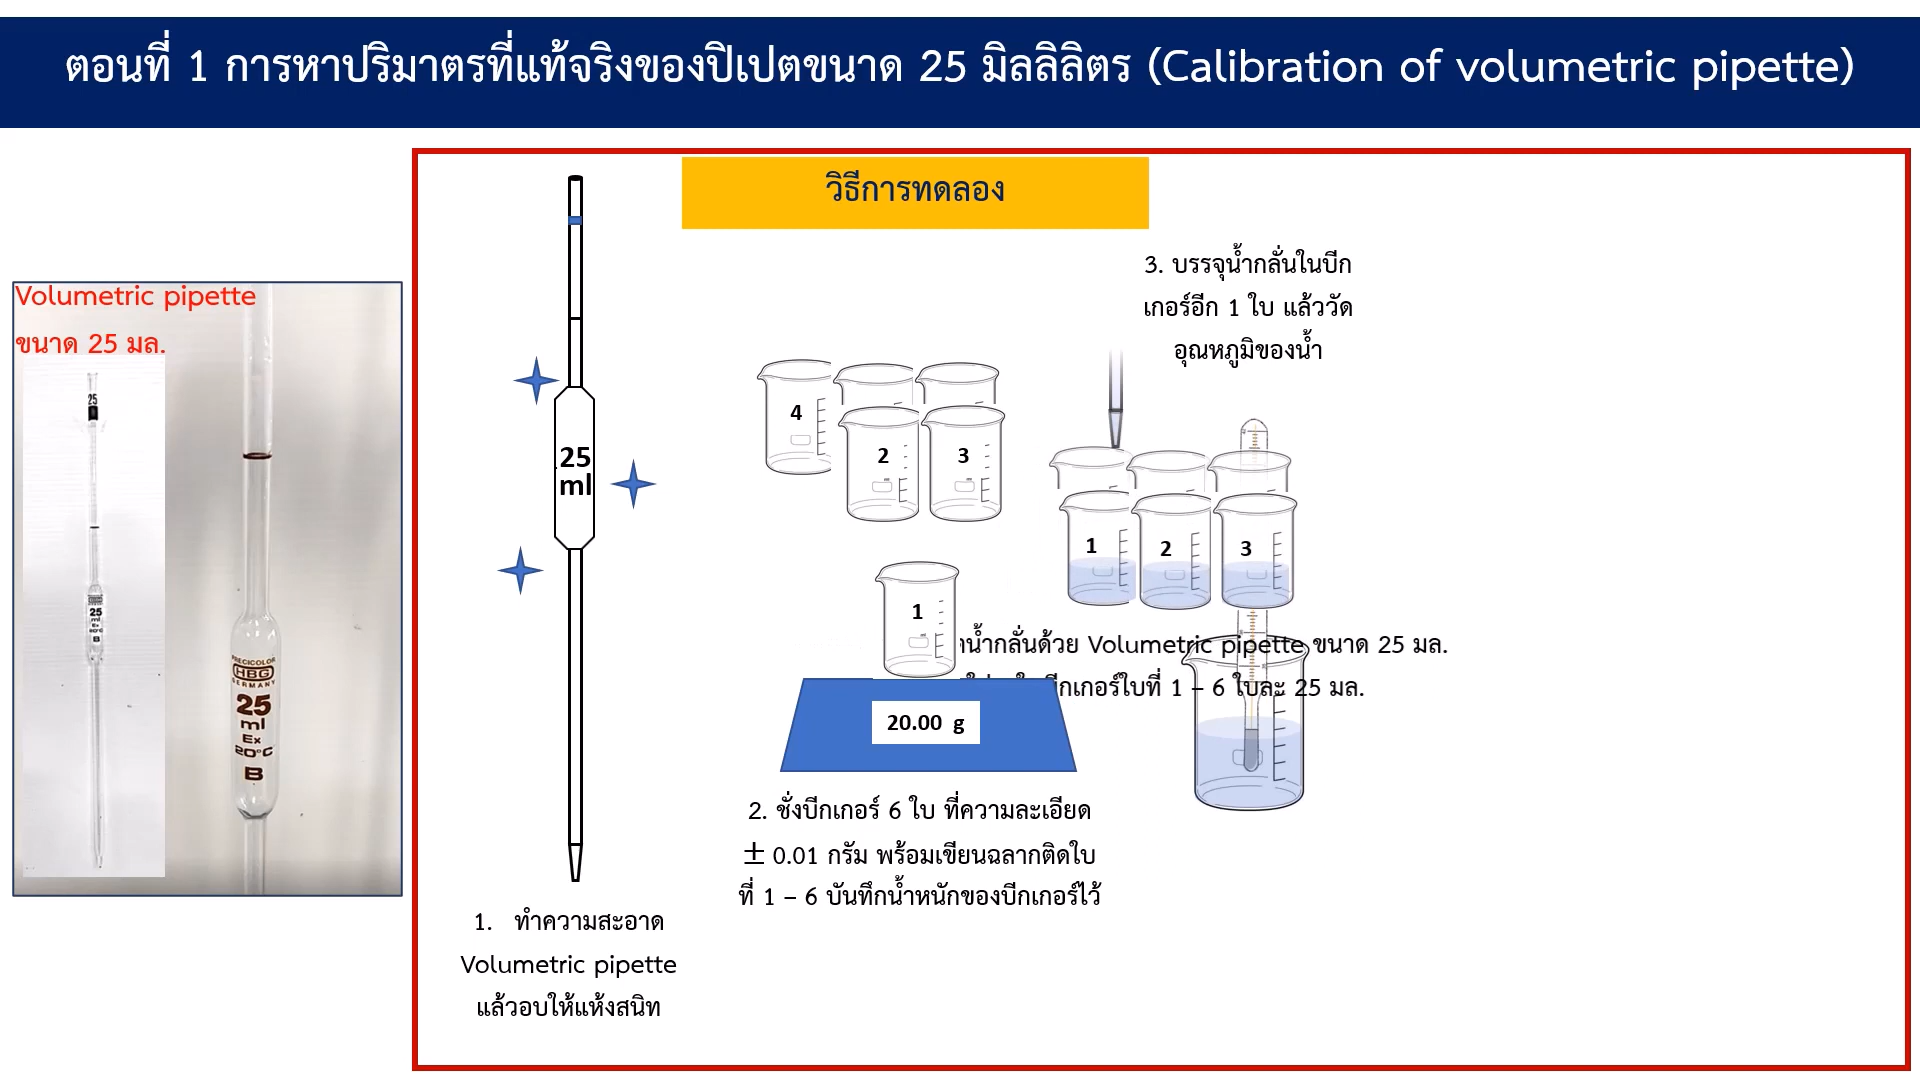 ตอนที่ 1 การหาปริมาตรที่แท้จริงของปิเปตขนาด 25 มิลลิลิตร (Calibration of volumetric pipette)
วิธีการทดลอง
Volumetric pipette
ขนาด 25 มล.
25
25
ml
Ex
20°C
B
PRECICOLOR
HBG
GERMANY
25
ml
Ex
20°C
B
25
ml
1. ทำความสะอาด
Volumetric pipette
แล้วอบให้แห้งสนิท
4
2
3
1
20.00 g
2. ชั่งบีกเกอร์ 6 ใบ ที่ความละเอียด
± 0.01 กรัม พร้อมเขียนฉลากติดใบ
ที่ 1 – 6 บันทึกน้ำหนักของบีกเกอร์ไว้
3. บรรจุน้ำกลั่นในบีก
เกอร์อีก 1 ใบ แล้ววัด
อุณหภูมิของน้ำ
1
2
3
น้ำกลั่นด้วย Volumetric pipette ขนาด 25 มล.
กเกอร์ใบที่ 1 – 6 ใบละ 25 มล.